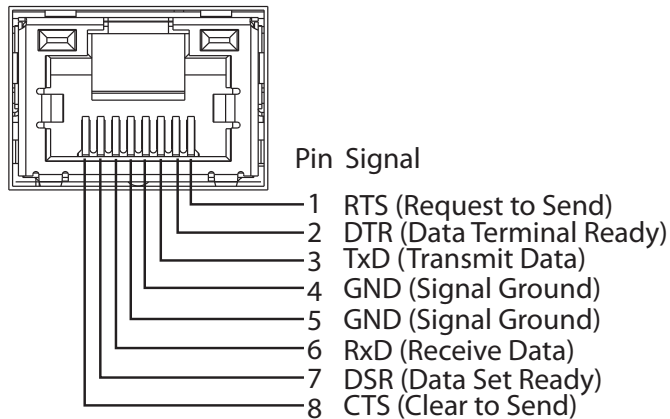 Pin Signal
1 RTS (Request to Send)
2 DTR (Data Terminal Ready)
3 TxD (Transmit Data)
4 GND (Signal Ground)
5 GND (Signal Ground)
6 RxD (Receive Data)
7 DSR (Data Set Ready)
8 CTS (Clear to Send)